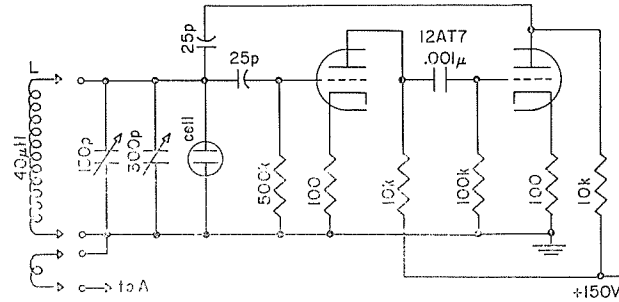 25p
12AT7
L
25p
.001μ
40μH
150p
300p
cell
500k
100
10k
100k
100
10k
to A
+150V